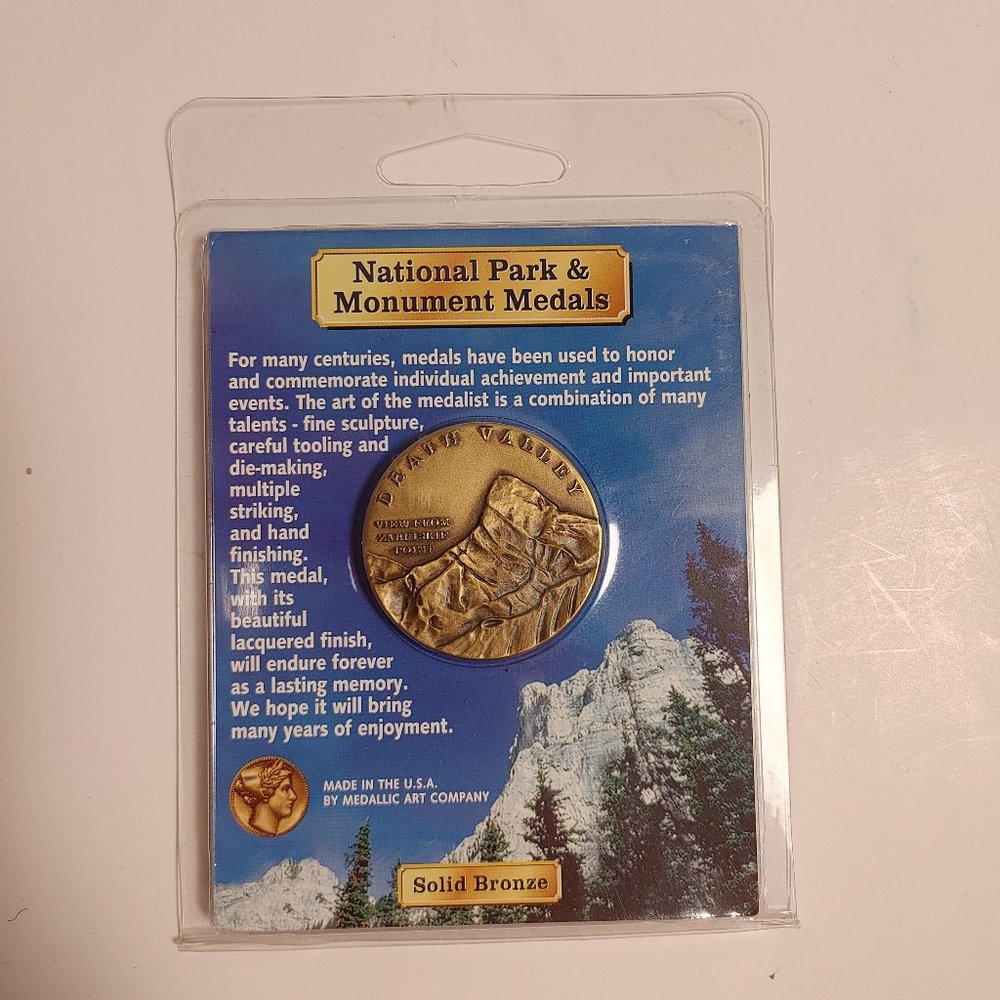 National Park &
Monument Medals
For many centuries, medals have been used to honor
and commemorate individual achievement and important
events. The art of the medalist is a combination of many
talents - fine sculpture,
careful tooling and
die-making,
multiple
striking,
and hand
finishing.
This medal,
with its
beautiful
lacquered finish,
will endure forever
as a lasting memory.
We hope it will bring
many years of enjoyment.
DEATH VALLEY
VIEW FROM
ZABRISKIE
POINT
MADE IN THE U.S.A.
BY MEDALLIC ART COMPANY
Solid Bronze